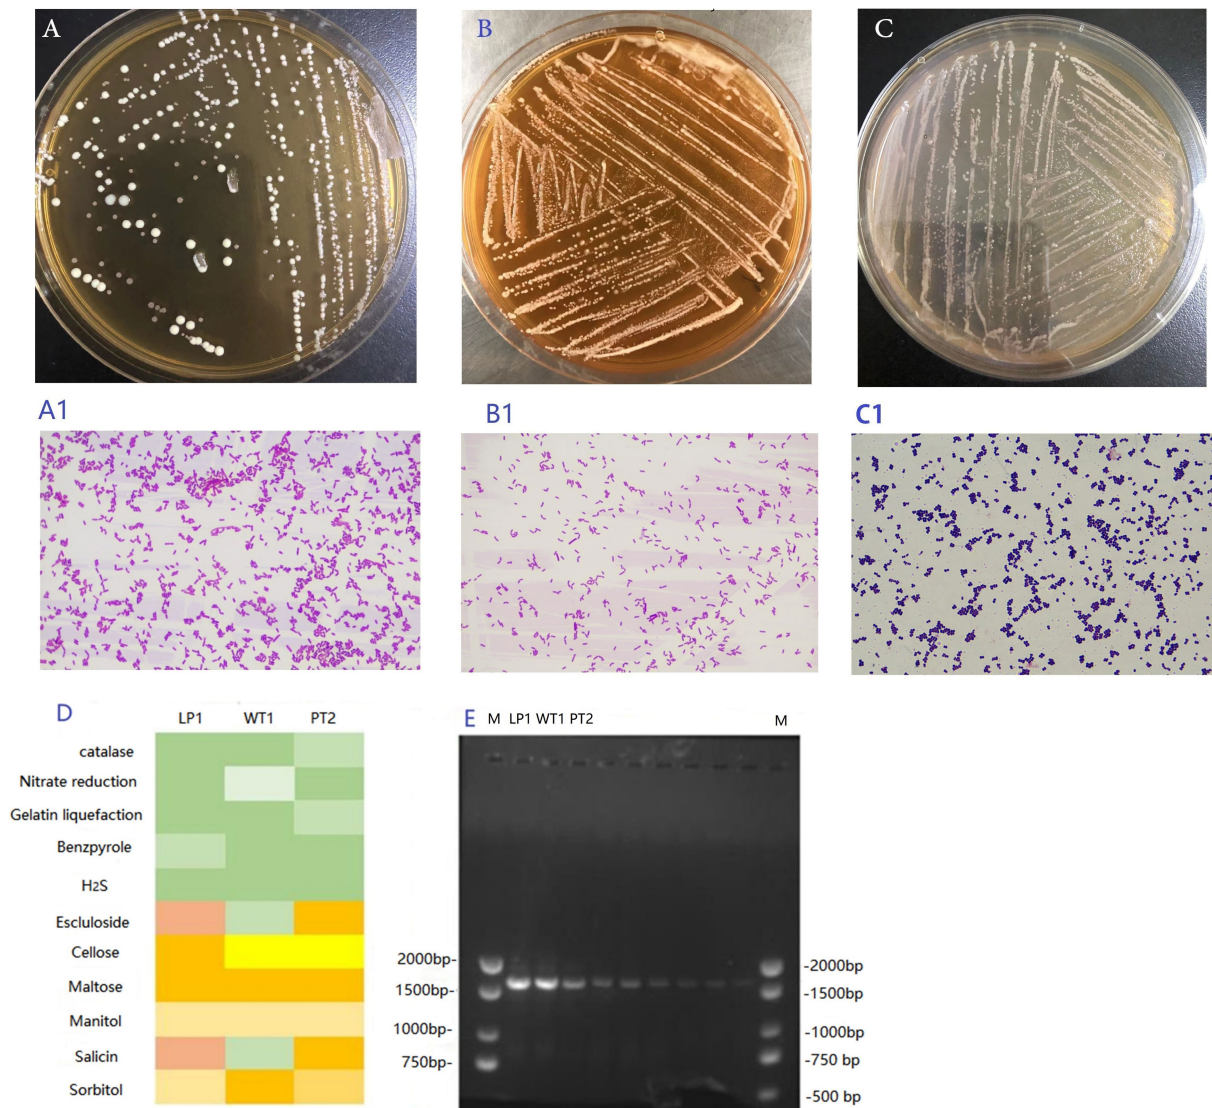 A
B
C
A1
B1
C1
D
LP1 WT1 PT2
catalase
Nitrate reduction
Gelatin liquefaction
Benzpyrole
H2S
Escluloside
Cellose
Maltose
Manitol
Salicin
Sorbitol
E M LP1 WT1 PT2 M
2000bp-
1500bp-
1000bp-
750bp-
-2000bp
-1500bp
-1000bp
-750 bp
-500 bp